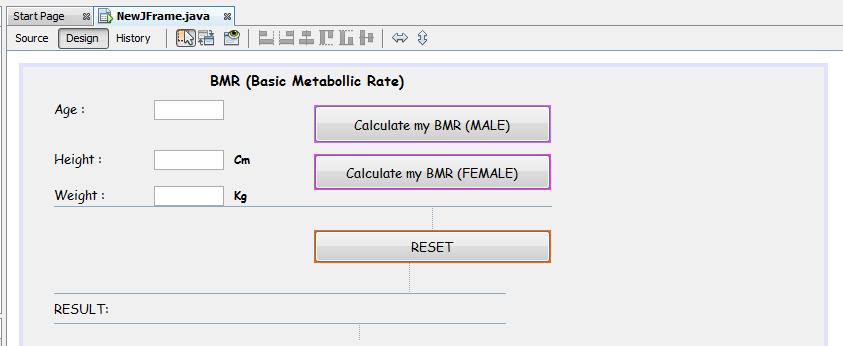 Start Page NewJFrame.java
Source Design History
BMR (Basic Metabollic Rate)
Age :
Calculate my BMR (MALE)
Height : Cm
Calculate my BMR (FEMALE)
Weight : Kg
RESET
RESULT: